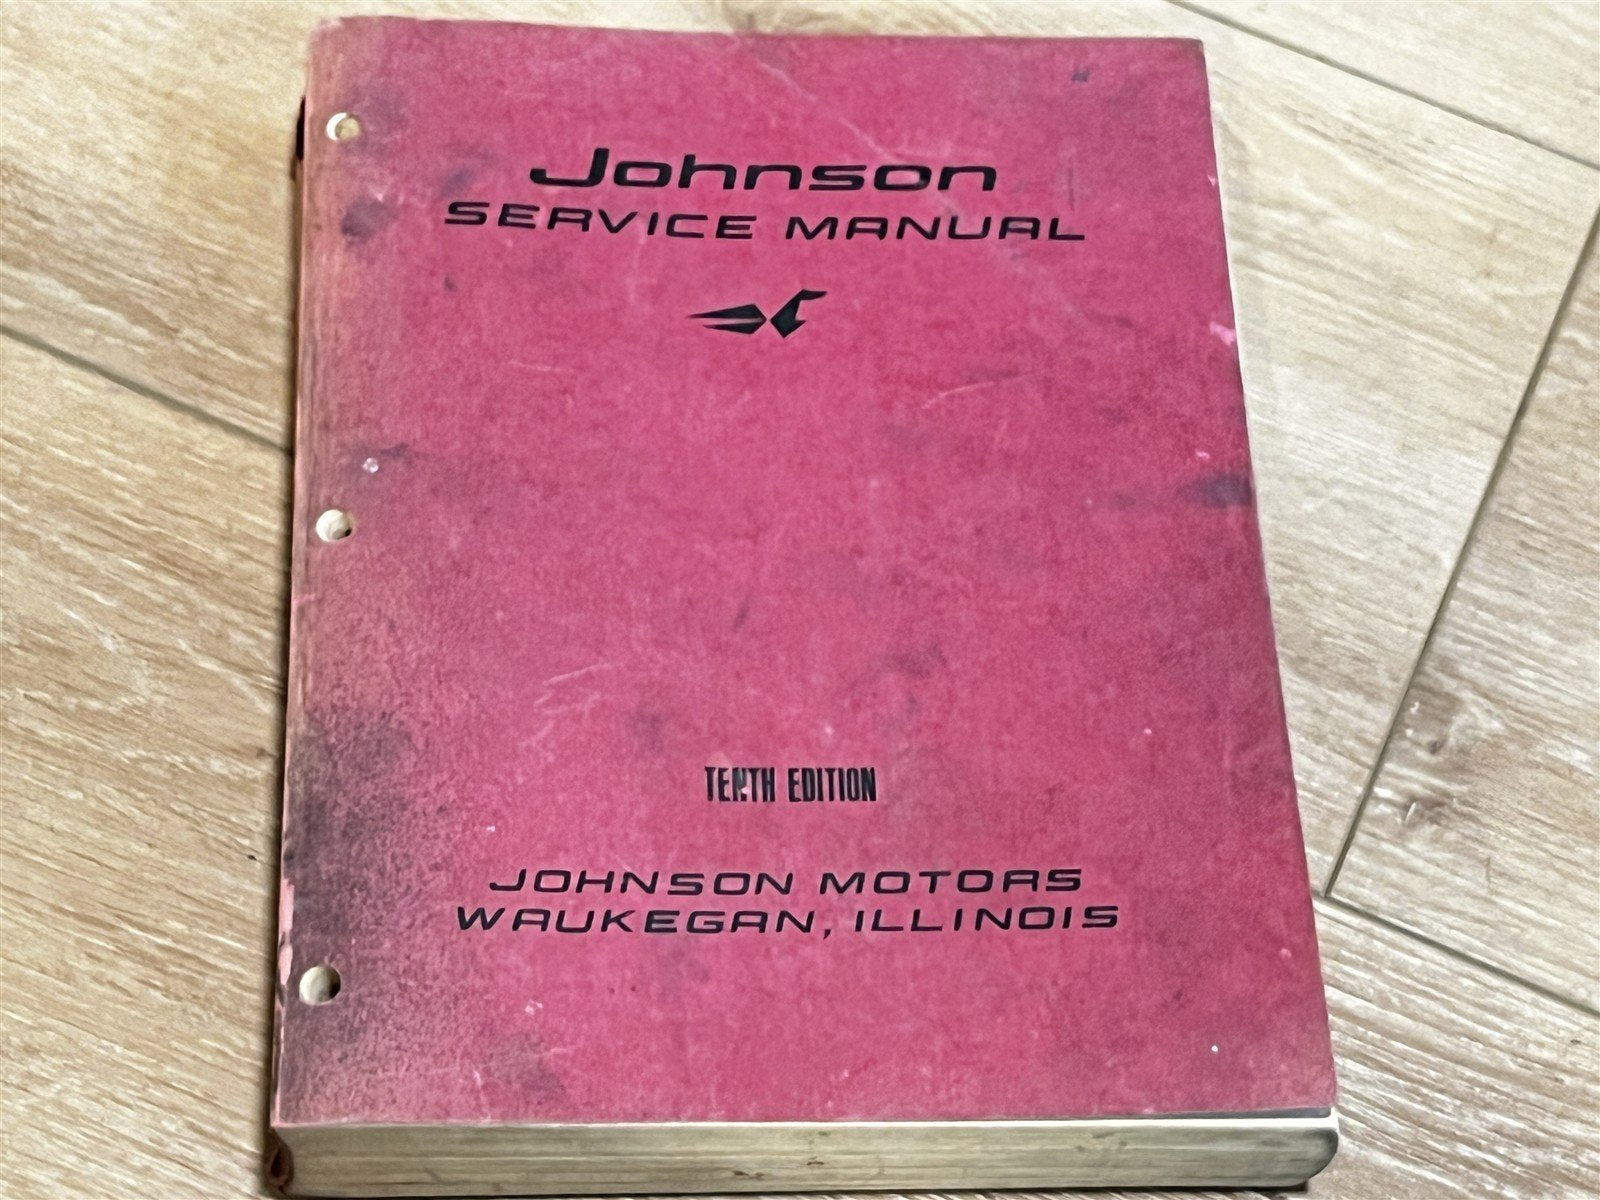 Johnson
SERVICE MANUAL
TENTH EDITION
JOHNSON MOTORS
WAUKEGAN, ILLINOIS